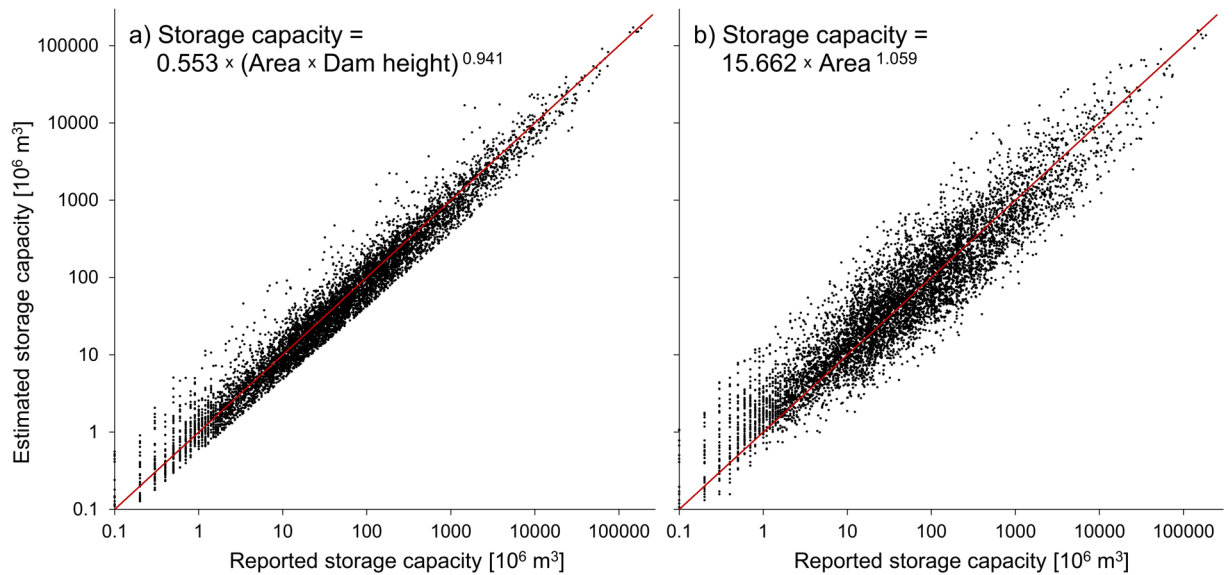 a) Storage capacity =
0.553 × (Area × Dam height) 0.941
b) Storage capacity =
15.662 × Area 1.059
Estimated storage capacity [10⁶ m³]
100000
10000
1000
100
10
1
0.1
0.1 1 10 100 1000 10000 100000
0.1 1 10 100 1000 10000 100000
Reported storage capacity [10⁶ m³]
Reported storage capacity [10⁶ m³]